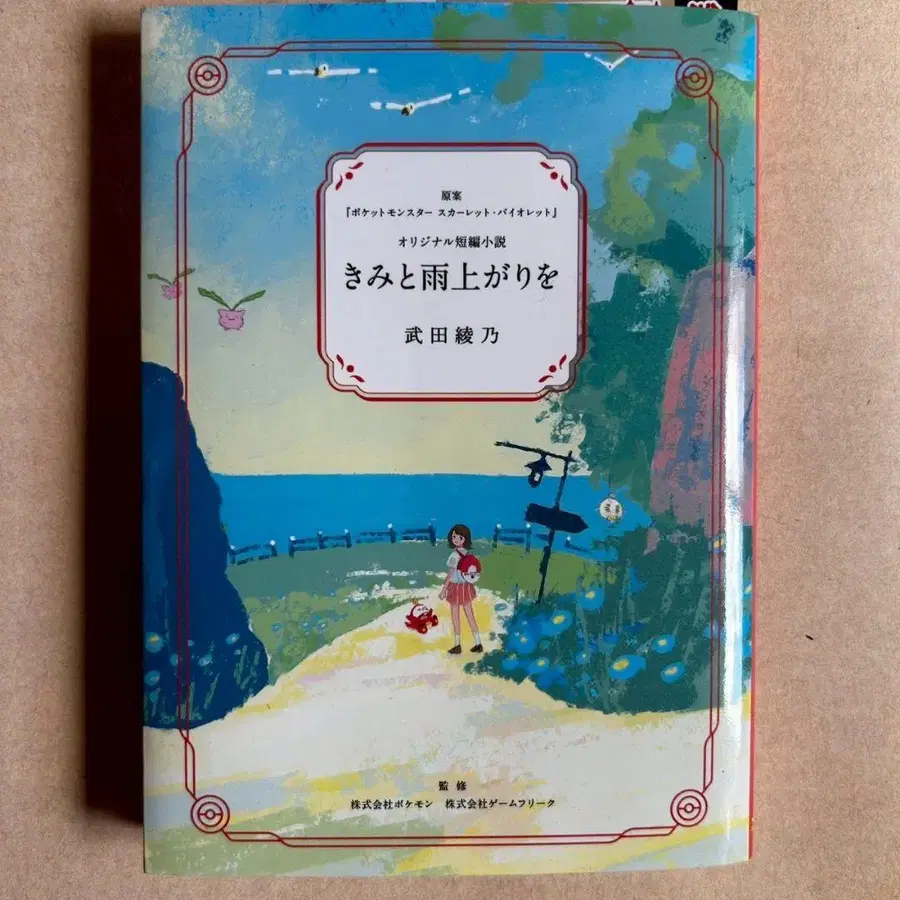 原案
『ポケットモンスター スカーレット・バイオレット』
オリジナル短編小説
きみと雨上がりを
武田綾乃
監修
株式会社ポケモン 株式会社ゲームフリーク